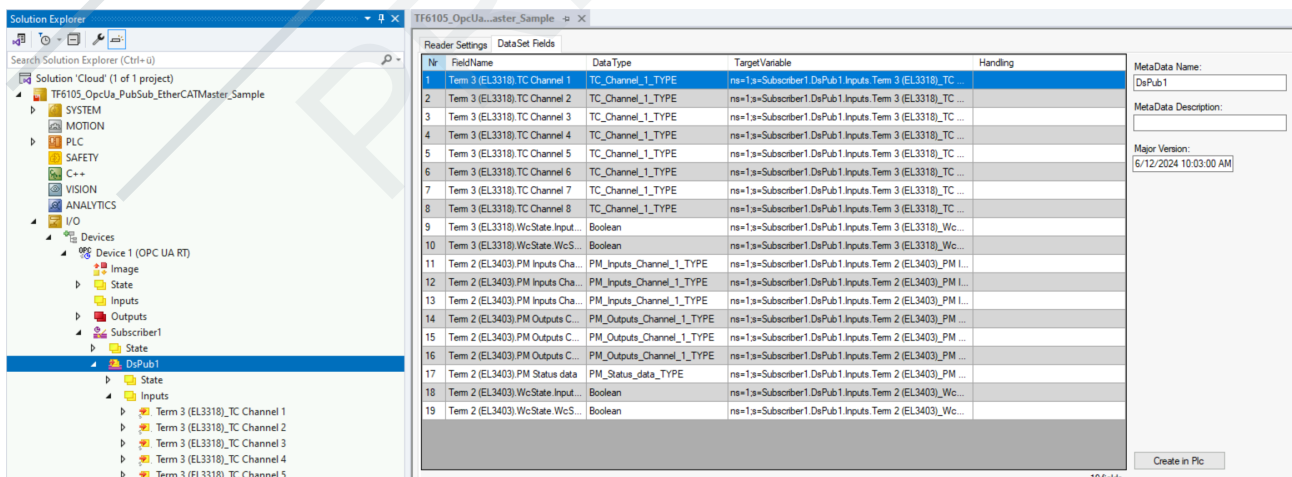 Solution Explorer
Search Solution Explorer (Ctrl+ü)
Solution 'Cloud' (1 of 1 project)
TF6105_OpcUa_PubSub_EtherCATMaster_Sample
SYSTEM
MOTION
PLC
SAFETY
C++
VISION
ANALYTICS
I/O
Devices
Device 1 (OPC UA RT)
Image
State
Inputs
Outputs
Subscriber1
State
DsPub1
State
Inputs
Term 3 (EL3318)_TC Channel 1
Term 3 (EL3318)_TC Channel 2
Term 3 (EL3318)_TC Channel 3
Term 3 (EL3318)_TC Channel 4
Term 3 (EL3318)_TC Channel 5
TF6105_OpcUa...aster_Sample
Reader Settings DataSet Fields
Nr FieldName DataType TargetVariable Handling
1 Term 3 (EL3318).TC Channel 1 TC_Channel_1_TYPE ns=1;s=Subscriber1.DsPub1.Inputs.Term 3 (EL3318)_TC ...
2 Term 3 (EL3318).TC Channel 2 TC_Channel_1_TYPE ns=1;s=Subscriber1.DsPub1.Inputs.Term 3 (EL3318)_TC ...
3 Term 3 (EL3318).TC Channel 3 TC_Channel_1_TYPE ns=1;s=Subscriber1.DsPub1.Inputs.Term 3 (EL3318)_TC ...
4 Term 3 (EL3318).TC Channel 4 TC_Channel_1_TYPE ns=1;s=Subscriber1.DsPub1.Inputs.Term 3 (EL3318)_TC ...
5 Term 3 (EL3318).TC Channel 5 TC_Channel_1_TYPE ns=1;s=Subscriber1.DsPub1.Inputs.Term 3 (EL3318)_TC ...
6 Term 3 (EL3318).TC Channel 6 TC_Channel_1_TYPE ns=1;s=Subscriber1.DsPub1.Inputs.Term 3 (EL3318)_TC ...
7 Term 3 (EL3318).TC Channel 7 TC_Channel_1_TYPE ns=1;s=Subscriber1.DsPub1.Inputs.Term 3 (EL3318)_TC ...
8 Term 3 (EL3318).TC Channel 8 TC_Channel_1_TYPE ns=1;s=Subscriber1.DsPub1.Inputs.Term 3 (EL3318)_TC ...
9 Term 3 (EL3318).WcState.Input... Boolean ns=1;s=Subscriber1.DsPub1.Inputs.Term 3 (EL3318)_Wc...
10 Term 3 (EL3318).WcState.WcS... Boolean ns=1;s=Subscriber1.DsPub1.Inputs.Term 3 (EL3318)_Wc...
11 Term 2 (EL3403).PM Inputs Cha... PM_Inputs_Channel_1_TYPE ns=1;s=Subscriber1.DsPub1.Inputs.Term 2 (EL3403)_PM I...
12 Term 2 (EL3403).PM Inputs Cha... PM_Inputs_Channel_1_TYPE ns=1;s=Subscriber1.DsPub1.Inputs.Term 2 (EL3403)_PM I...
13 Term 2 (EL3403).PM Inputs Cha... PM_Inputs_Channel_1_TYPE ns=1;s=Subscriber1.DsPub1.Inputs.Term 2 (EL3403)_PM I...
14 Term 2 (EL3403).PM Outputs C... PM_Outputs_Channel_1_TYPE ns=1;s=Subscriber1.DsPub1.Inputs.Term 2 (EL3403)_PM ...
15 Term 2 (EL3403).PM Outputs C... PM_Outputs_Channel_1_TYPE ns=1;s=Subscriber1.DsPub1.Inputs.Term 2 (EL3403)_PM ...
16 Term 2 (EL3403).PM Outputs C... PM_Outputs_Channel_1_TYPE ns=1;s=Subscriber1.DsPub1.Inputs.Term 2 (EL3403)_PM ...
17 Term 2 (EL3403).PM Status data PM_Status_data_TYPE ns=1;s=Subscriber1.DsPub1.Inputs.Term 2 (EL3403)_PM ...
18 Term 2 (EL3403).WcState.Input... Boolean ns=1;s=Subscriber1.DsPub1.Inputs.Term 2 (EL3403)_Wc...
19 Term 2 (EL3403).WcState.WcS... Boolean ns=1;s=Subscriber1.DsPub1.Inputs.Term 2 (EL3403)_Wc...
MetaData Name:
DsPub1
MetaData Description:
Major Version:
6/12/2024 10:03:00 AM
Create in Plc